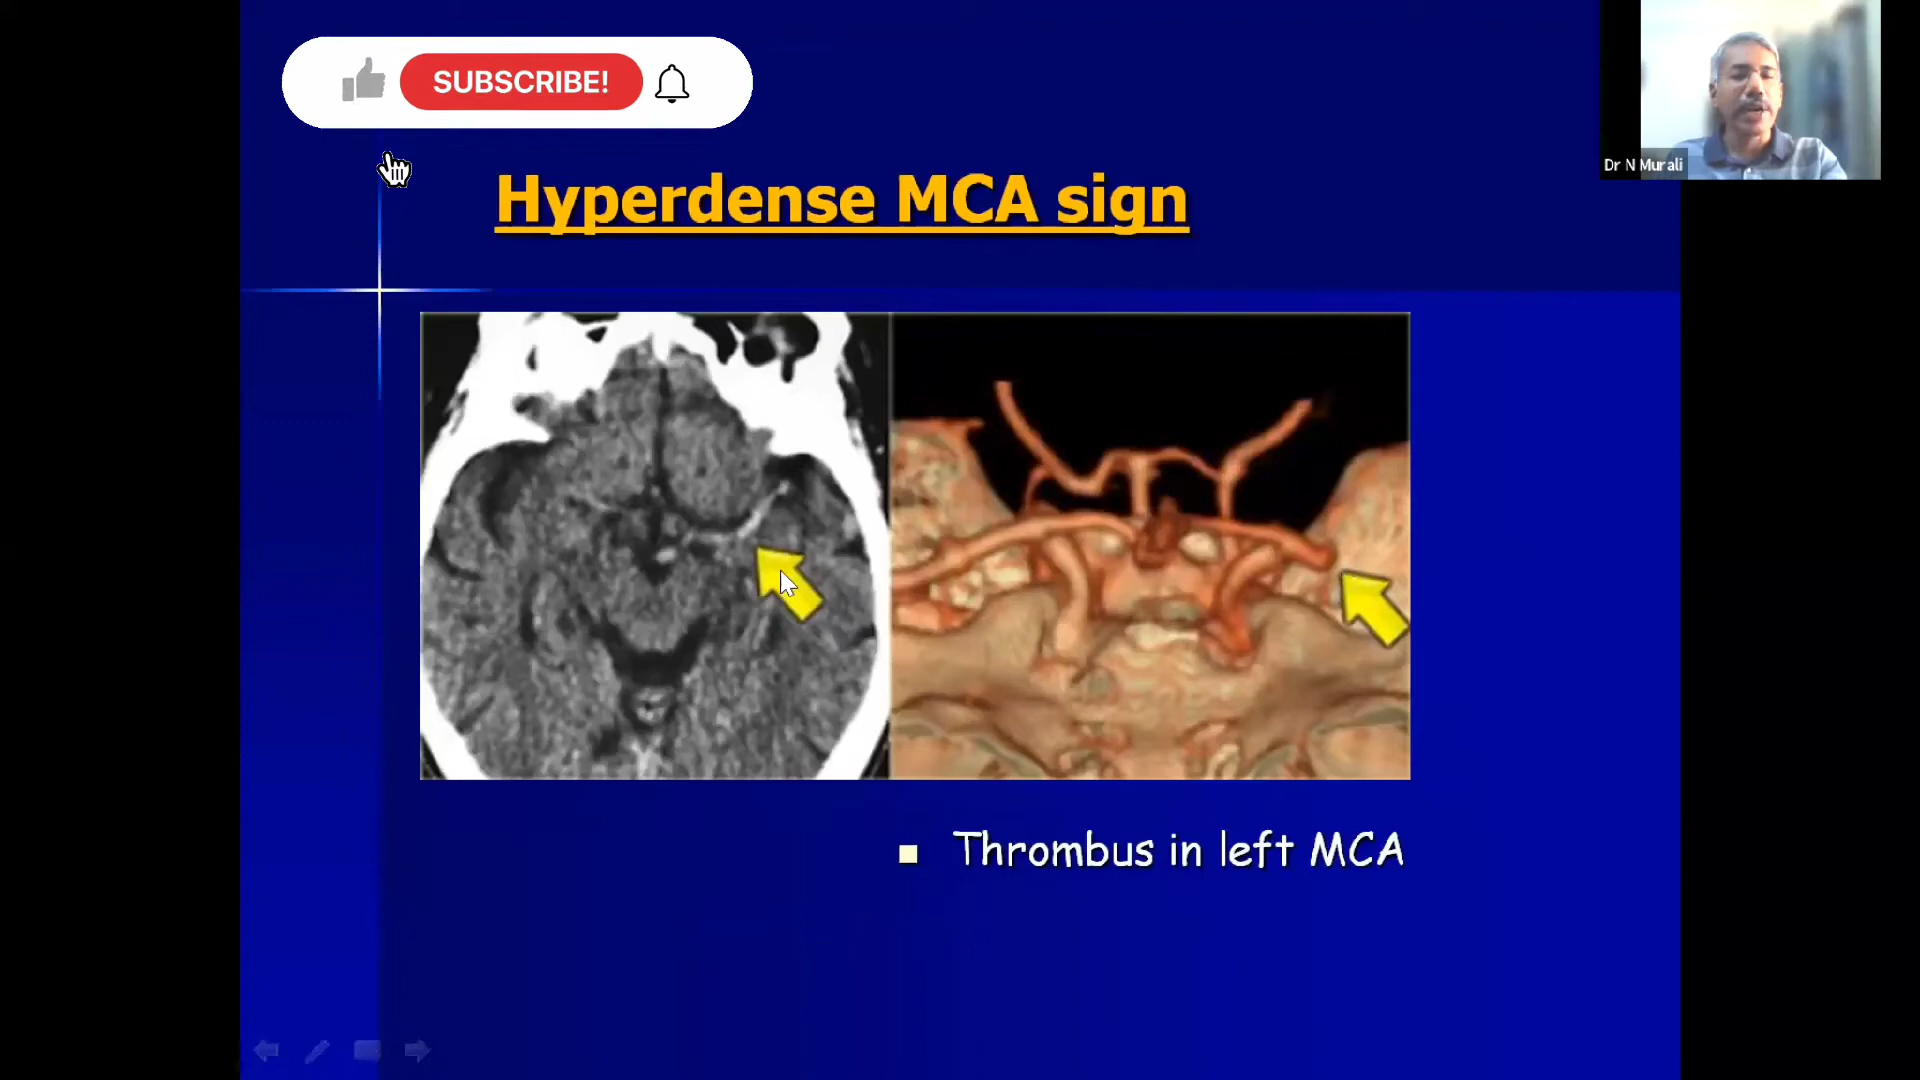 SUBSCRIBE!
Dr N Murali
Hyperdense MCA sign
Thrombus in left MCA